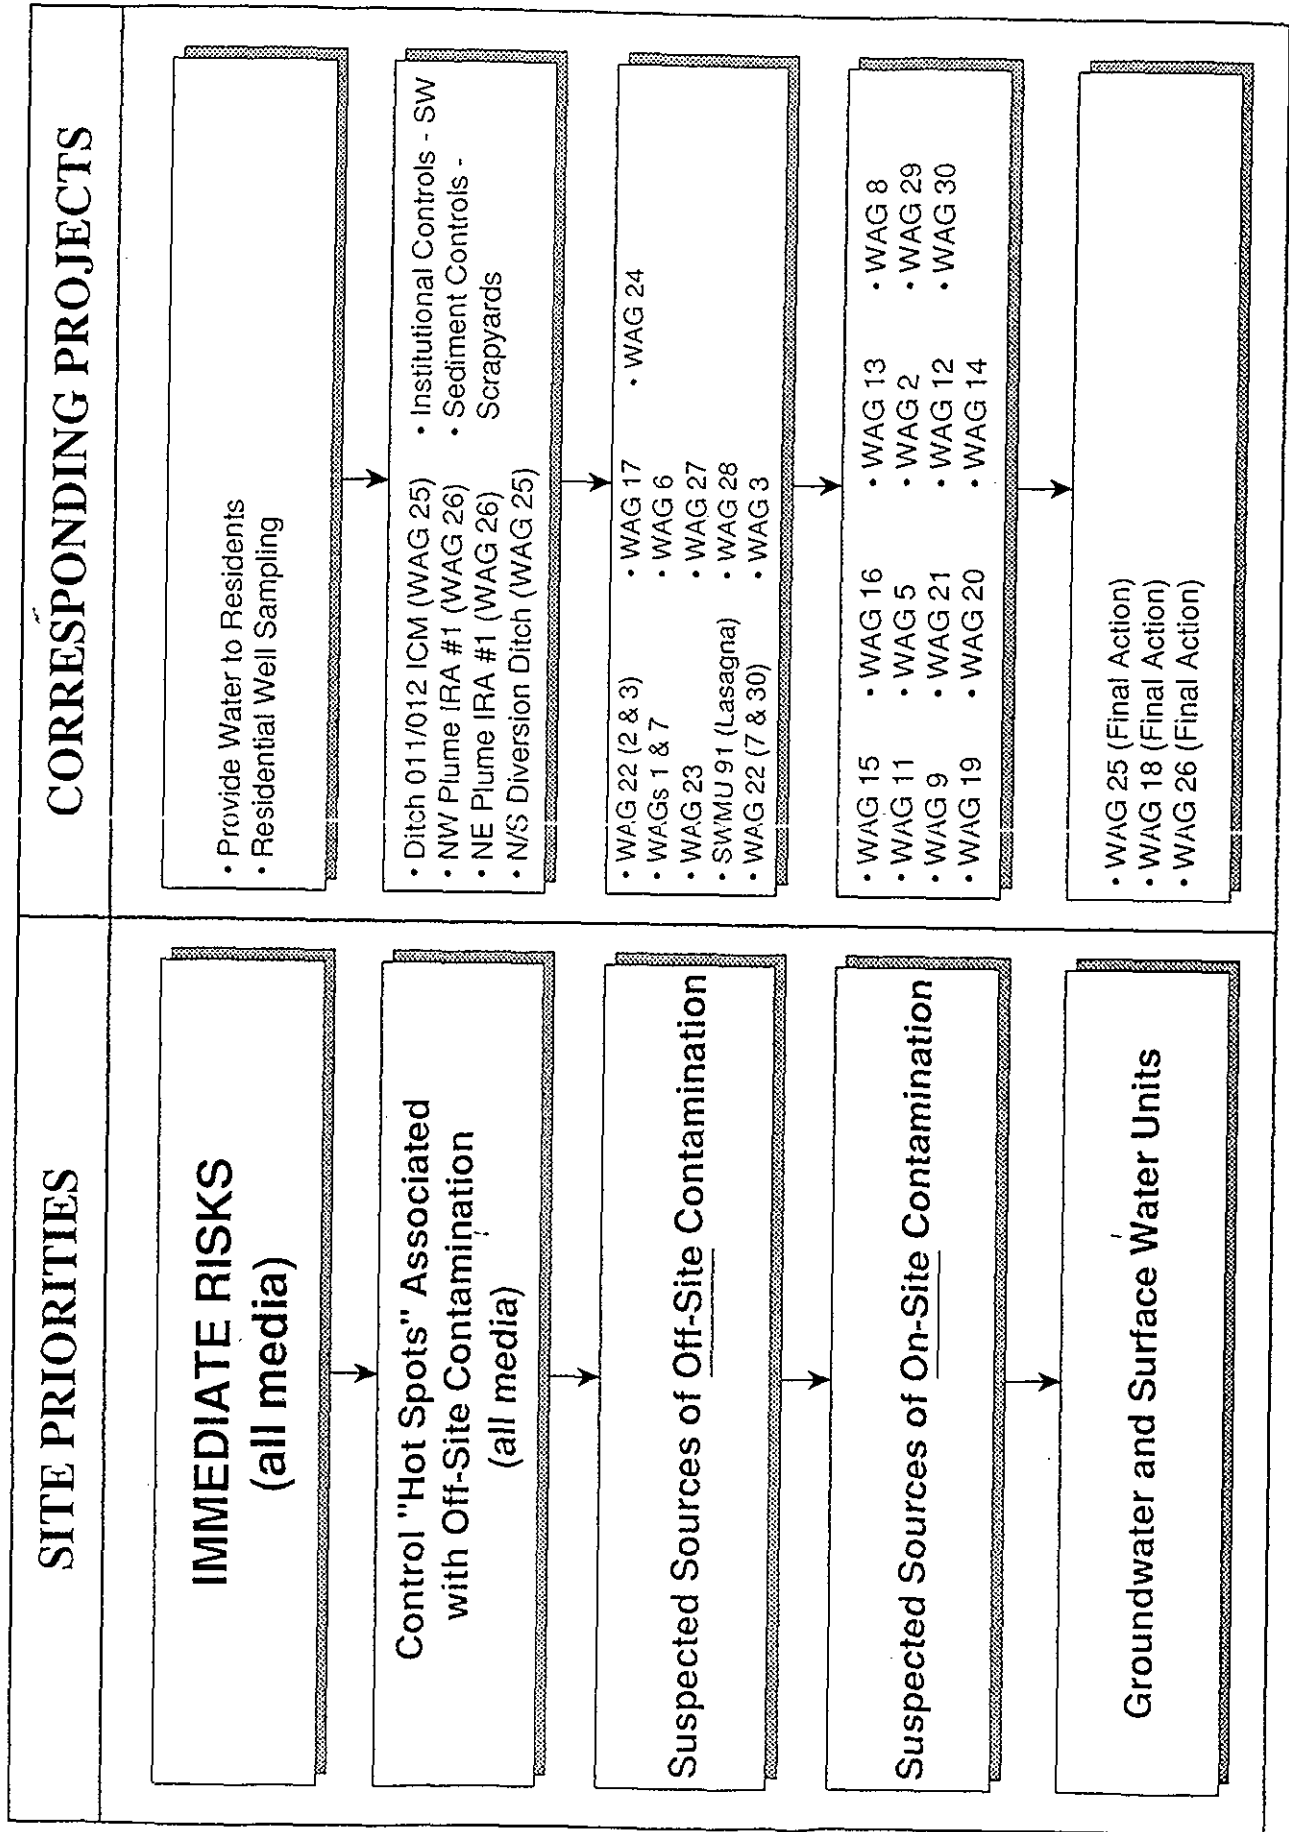 SITE PRIORITIES
CORRESPONDING PROJECTS
IMMEDIATE RISKS
(all media)
• Provide Water to Residents
• Residential Well Sampling
Control "Hot Spots" Associated
with Off-Site Contamination
(all media)
• Ditch 011/012 ICM (WAG 25)
• NW Plume IRA #1 (WAG 26)
• NE Plume IRA #1 (WAG 26)
• N/S Diversion Ditch (WAG 25)
• Institutional Controls - SW
• Sediment Controls -
Scrapyards
Suspected Sources of Off-Site Contamination
• WAG 22 (2 & 3)
• WAGs 1 & 7
• WAG 23
• SWMU 91 (Lasagna)
• WAG 22 (7 & 30)
• WAG 17
• WAG 6
• WAG 27
• WAG 28
• WAG 3
• WAG 24
Suspected Sources of On-Site Contamination
• WAG 15
• WAG 11
• WAG 9
• WAG 19
• WAG 16
• WAG 5
• WAG 21
• WAG 20
• WAG 13
• WAG 2
• WAG 12
• WAG 14
• WAG 8
• WAG 29
• WAG 30
Groundwater and Surface Water Units
• WAG 25 (Final Action)
• WAG 18 (Final Action)
• WAG 26 (Final Action)